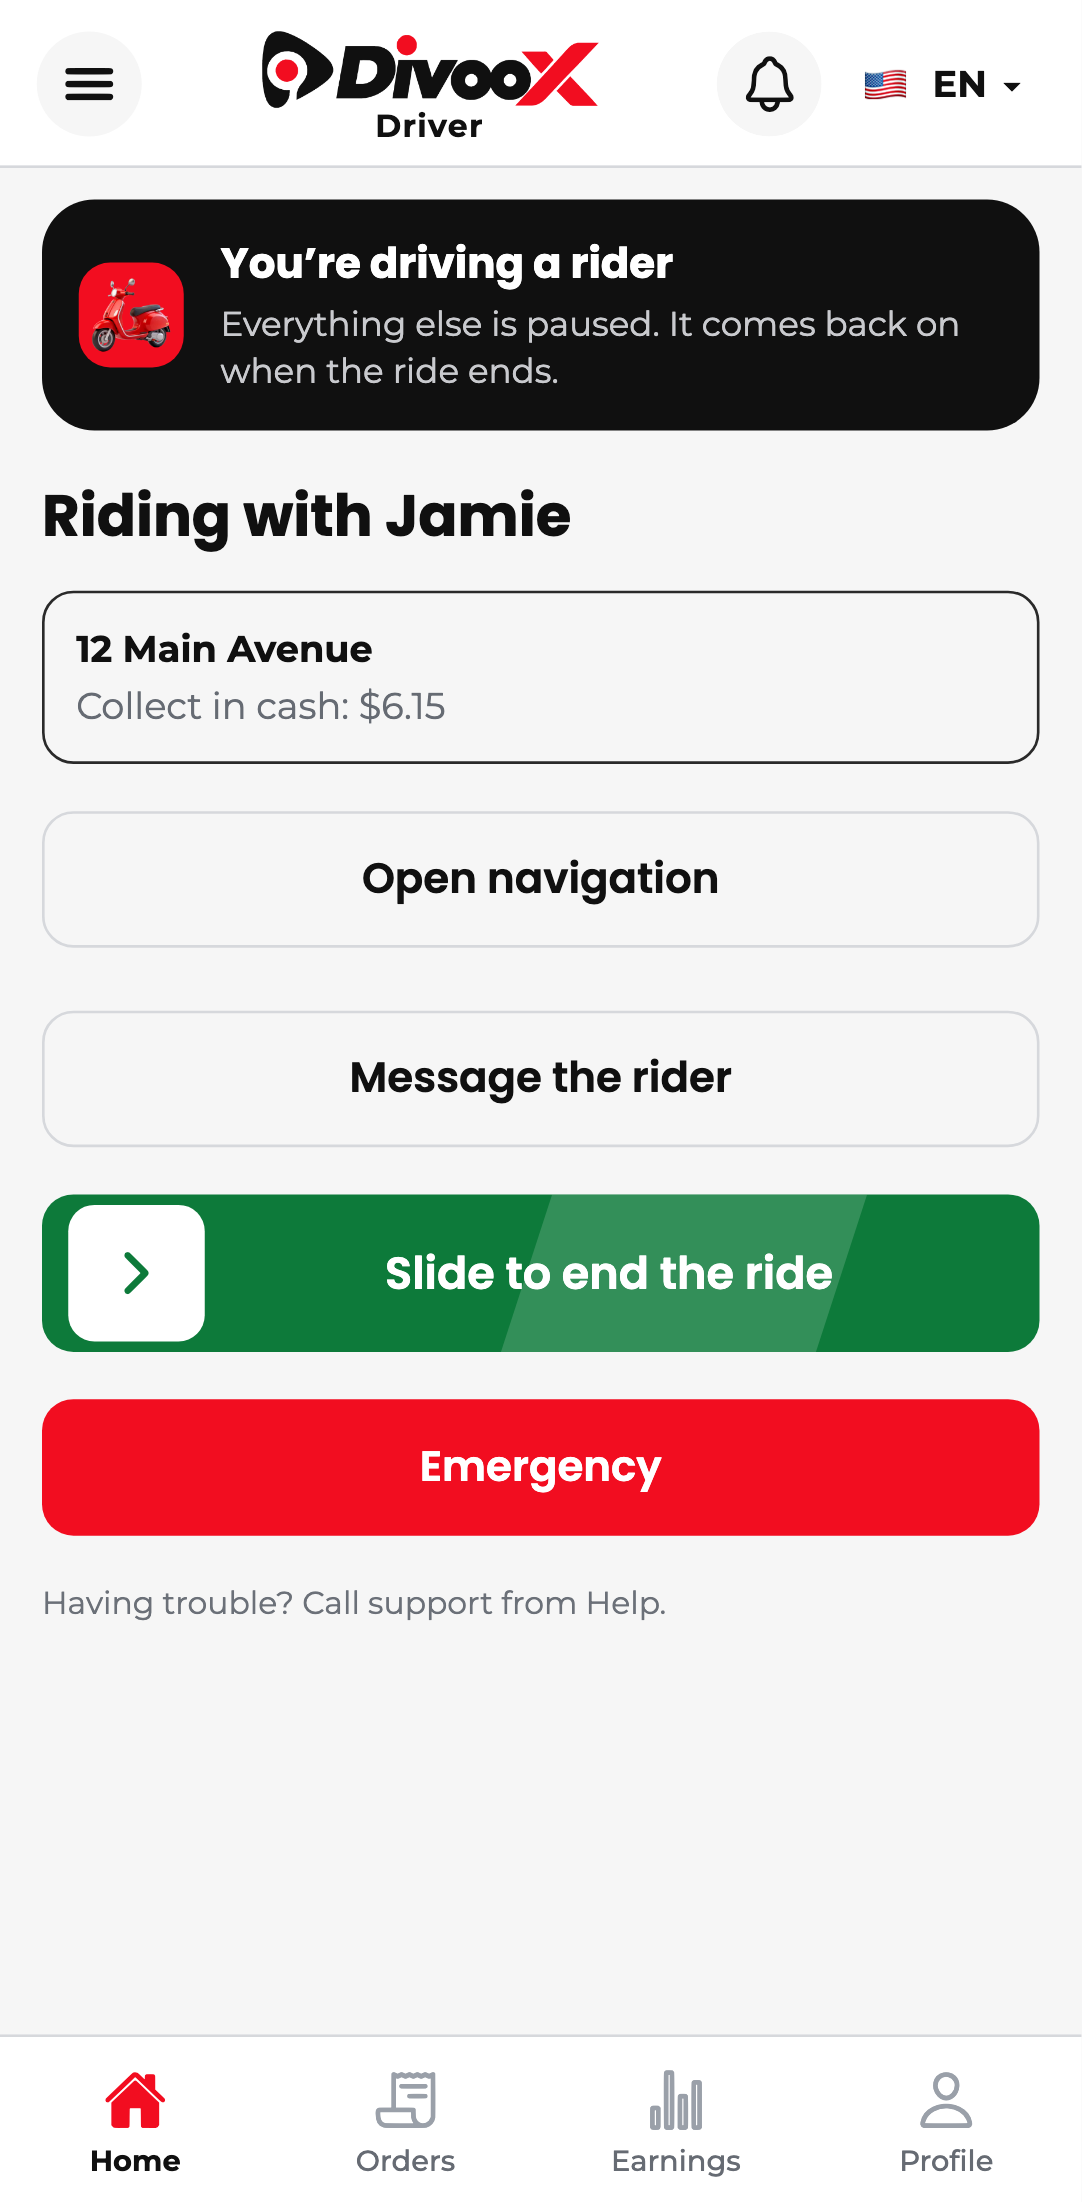 DivooX
Driver
EN
You’re driving a rider
Everything else is paused. It comes back on
when the ride ends.
Riding with Jamie
12 Main Avenue
Collect in cash: $6.15
Open navigation
Message the rider
Slide to end the ride
Emergency
Having trouble? Call support from Help.
Home
Orders
Earnings
Profile